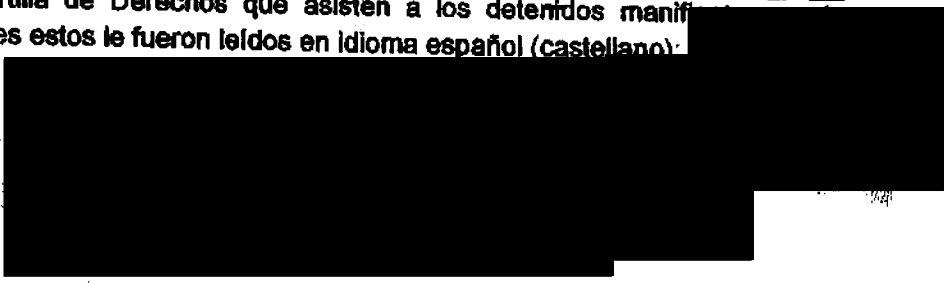 de Derechos que asisten a los detenidos
es estos le fueron leídos en idioma español (castellano):